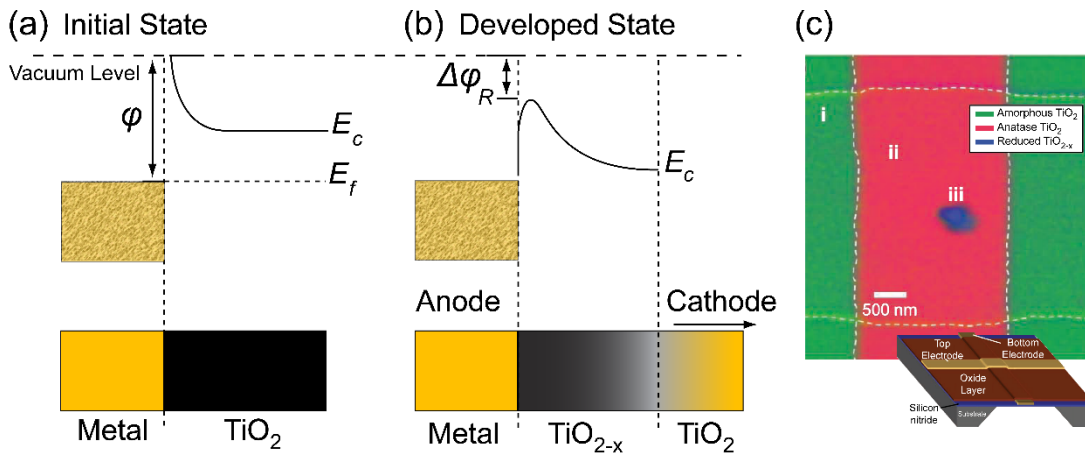 (a) Initial State
Vacuum Level
φ
E_c
E_f
Metal TiO₂
(b) Developed State
Δφ_R
E_c
Anode Cathode
Metal TiO₂₋ₓ TiO₂
(c)
i
ii
iii
Amorphous TiO₂
Anatase TiO₂
Reduced TiO₂₋ₓ
500 nm
Top
Electrode
Bottom
Electrode
Oxide
Layer
Silicon
nitride
Substrate